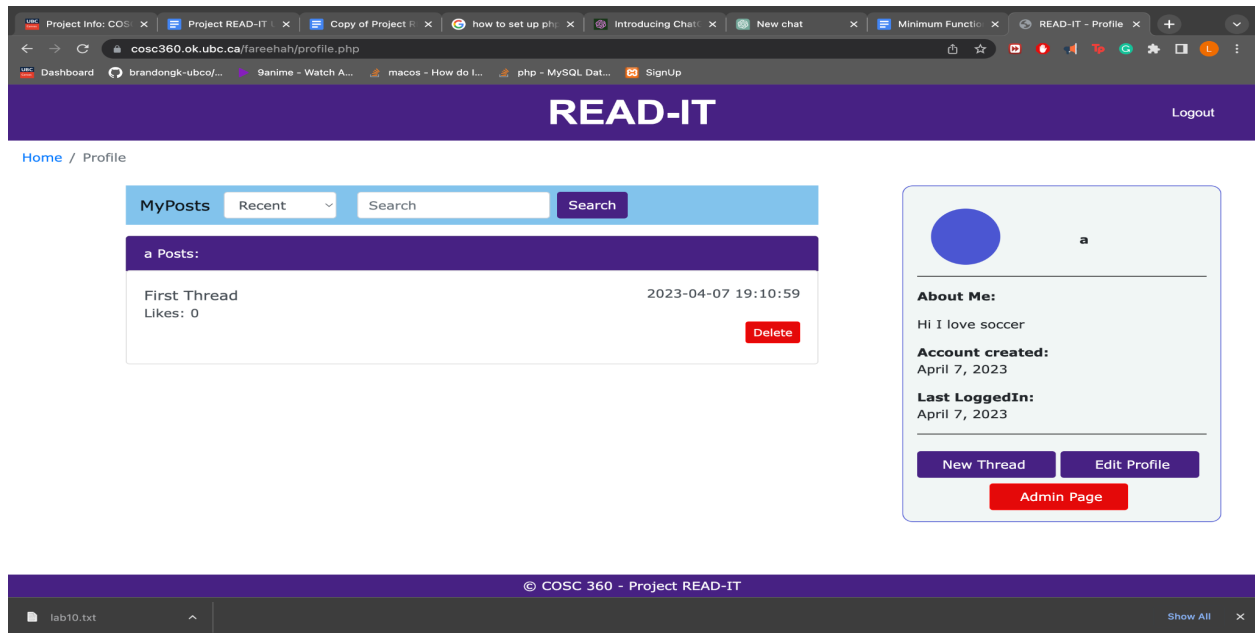 Project Info: COS
Project READ-IT
Copy of Project R
how to set up php
Introducing Chat
New chat
Minimum Functio
READ-IT - Profile
cosc360.ok.ubc.ca/fareehah/profile.php
Dashboard
brandongk-ubco/...
9anime - Watch A...
macos - How do I...
php - MySQL Dat...
SignUp
READ-IT
Logout
Home / Profile
MyPosts
Recent
Search
Search
a Posts:
First Thread
2023-04-07 19:10:59
Likes: 0
Delete
a
About Me:
Hi I love soccer
Account created:
April 7, 2023
Last LoggedIn:
April 7, 2023
New Thread
Edit Profile
Admin Page
© COSC 360 - Project READ-IT
lab10.txt
Show All